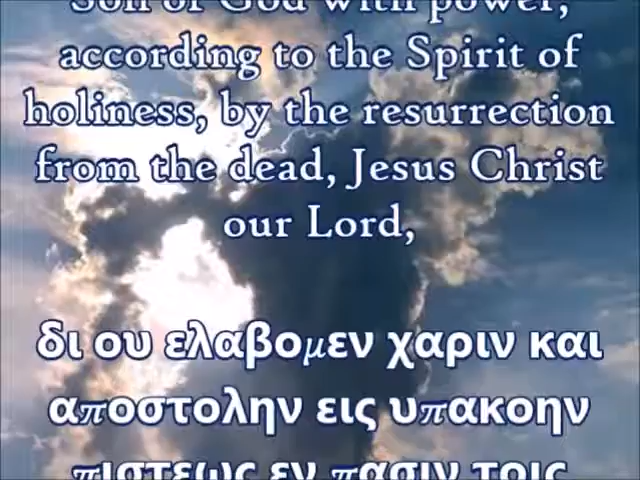 Son of God with power,
according to the Spirit of
holiness, by the resurrection
from the dead, Jesus Christ
our Lord,
δι ου ελαβομεν χαριν και
αποστολην εις υπακοην
πιστεως εν πασιν τοις